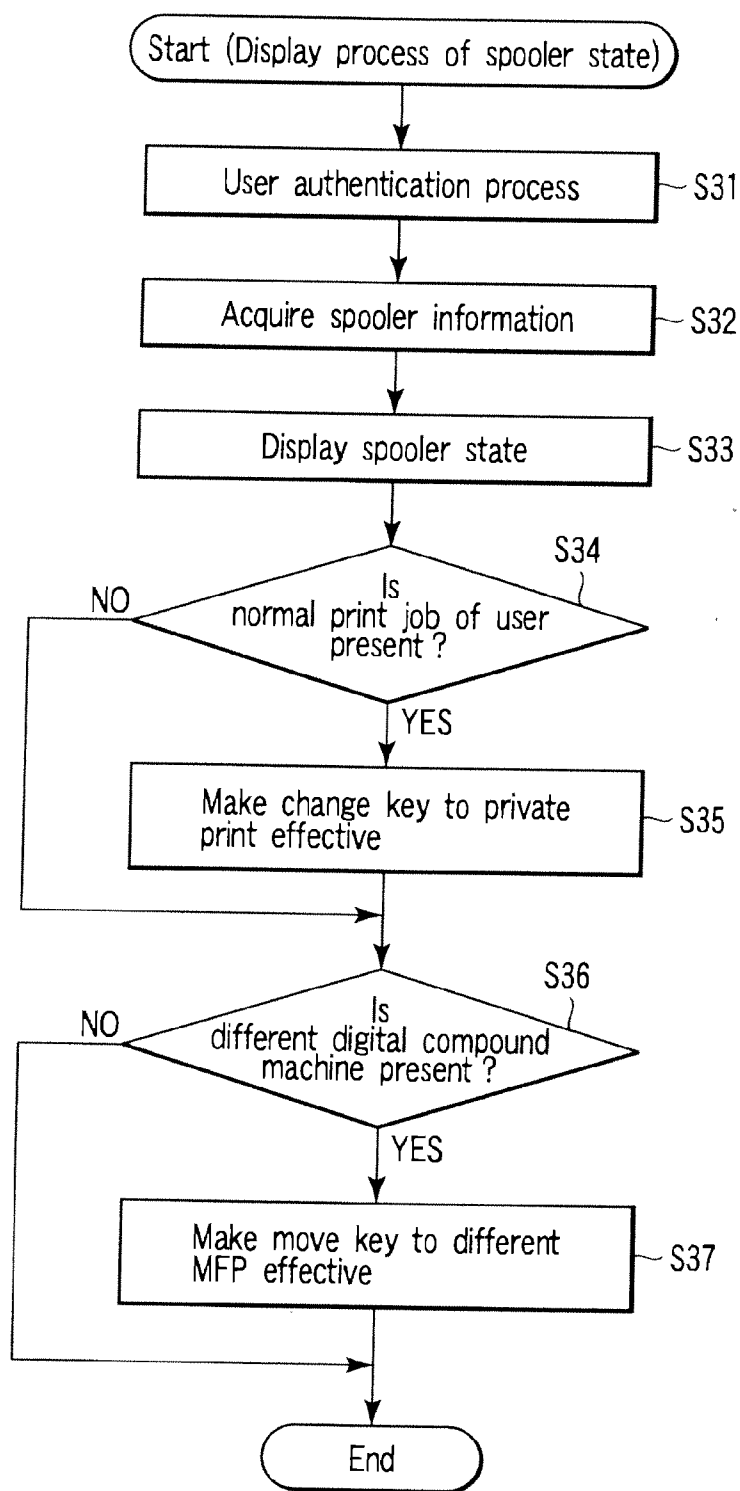 Start (Display process of spooler state)
User authentication process
S31
Acquire spooler information
S32
Display spooler state
S33
S34
Is
normal print job of user
present ?
NO
YES
Make change key to private
print effective
S35
S36
Is
different digital compound
machine present ?
NO
YES
Make move key to different
MFP effective
S37
End